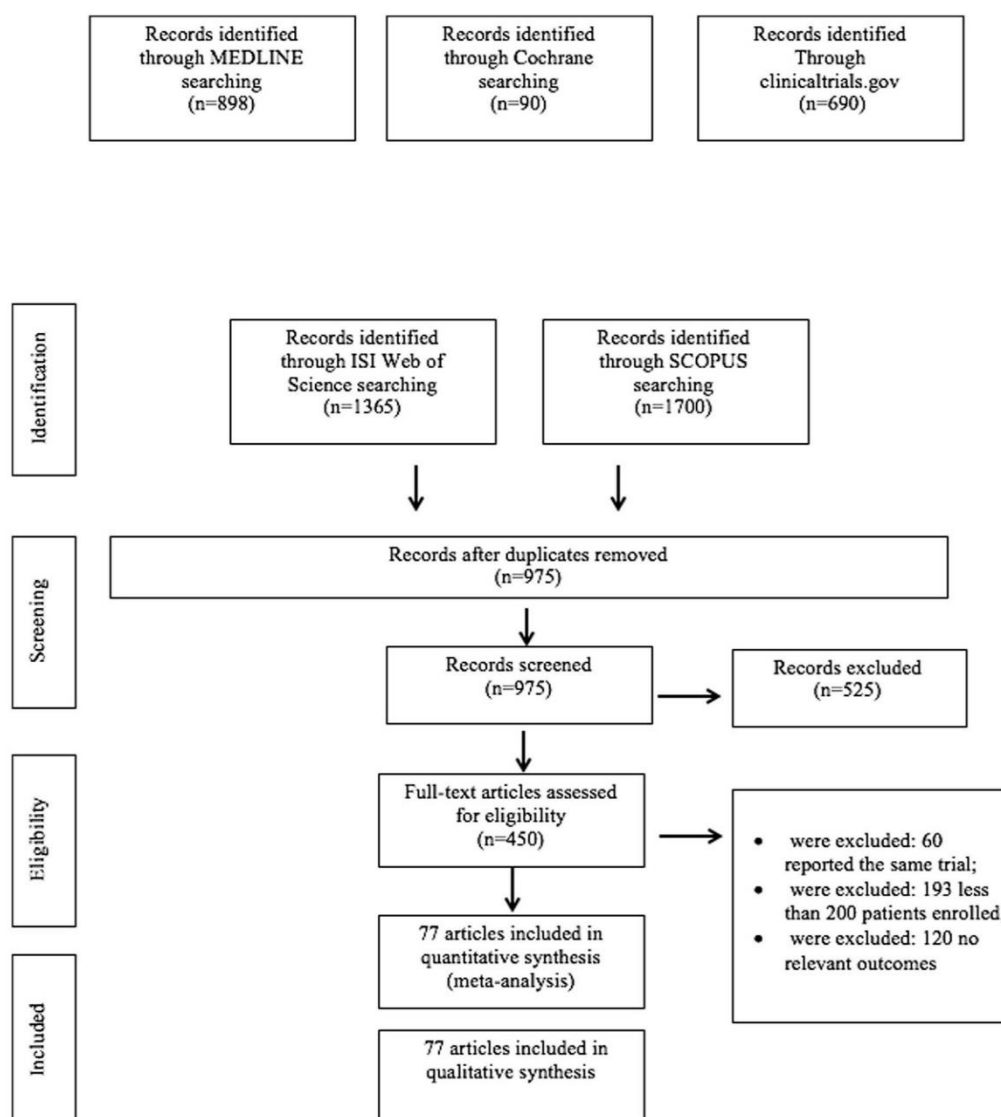 Records identified
through MEDLINE
searching
(n=898)
Records identified
through Cochrane
searching
(n=90)
Records identified
Through
clinicaltrials.gov
(n=690)
Identification
Records identified
through ISI Web of
Science searching
(n=1365)
Records identified
through SCOPUS
searching
(n=1700)
Screening
Records after duplicates removed
(n=975)
Records screened
(n=975)
Records excluded
(n=525)
Eligibility
Full-text articles assessed
for eligibility
(n=450)
• were excluded: 60
reported the same trial;
• were excluded: 193 less
than 200 patients enrolled
• were excluded: 120 no
relevant outcomes
Included
77 articles included in
quantitative synthesis
(meta-analysis)
77 articles included in
qualitative synthesis